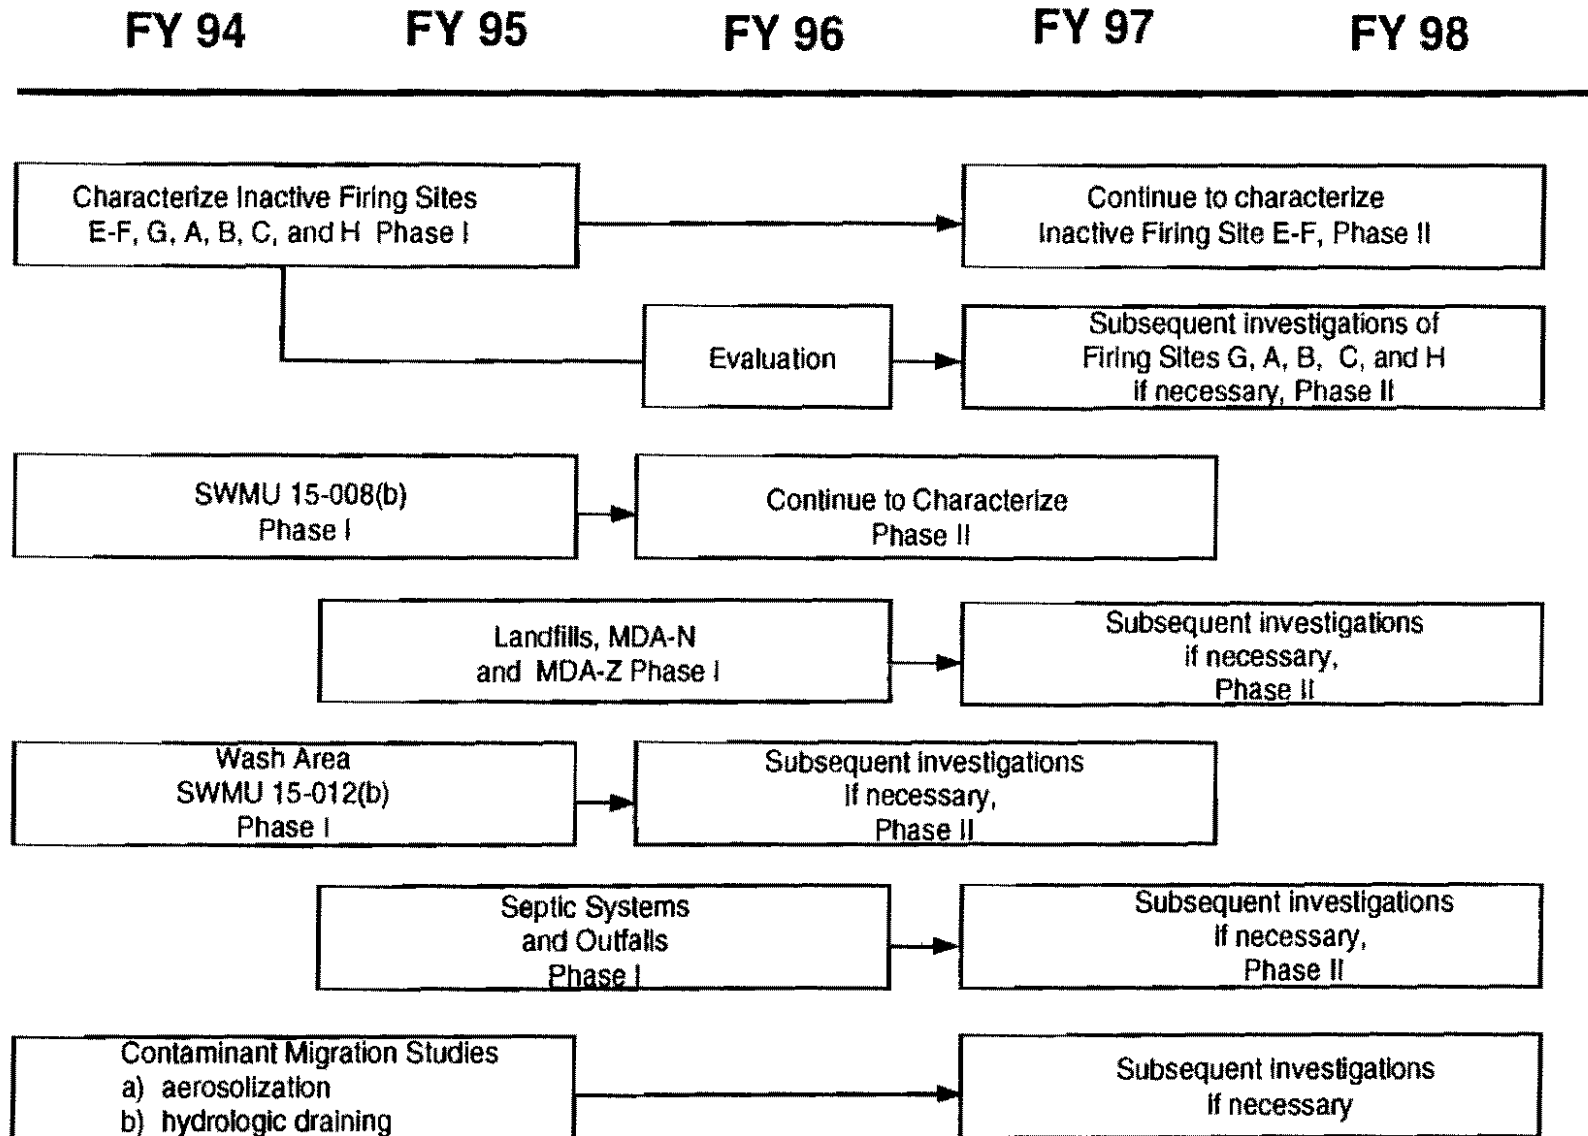 FY 94 FY 95 FY 96 FY 97 FY 98
Characterize Inactive Firing Sites
E-F, G, A, B, C, and H Phase I
Continue to characterize
Inactive Firing Site E-F, Phase II
Evaluation
Subsequent investigations of
Firing Sites G, A, B, C, and H
if necessary, Phase II
SWMU 15-008(b)
Phase I
Continue to Characterize
Phase II
Landfills, MDA-N
and MDA-Z Phase I
Subsequent investigations
if necessary,
Phase II
Wash Area
SWMU 15-012(b)
Phase I
Subsequent investigations
if necessary,
Phase II
Septic Systems
and Outfalls
Phase I
Subsequent investigations
if necessary,
Phase II
Contaminant Migration Studies
a) aerosolization
b) hydrologic draining
Subsequent investigations
if necessary